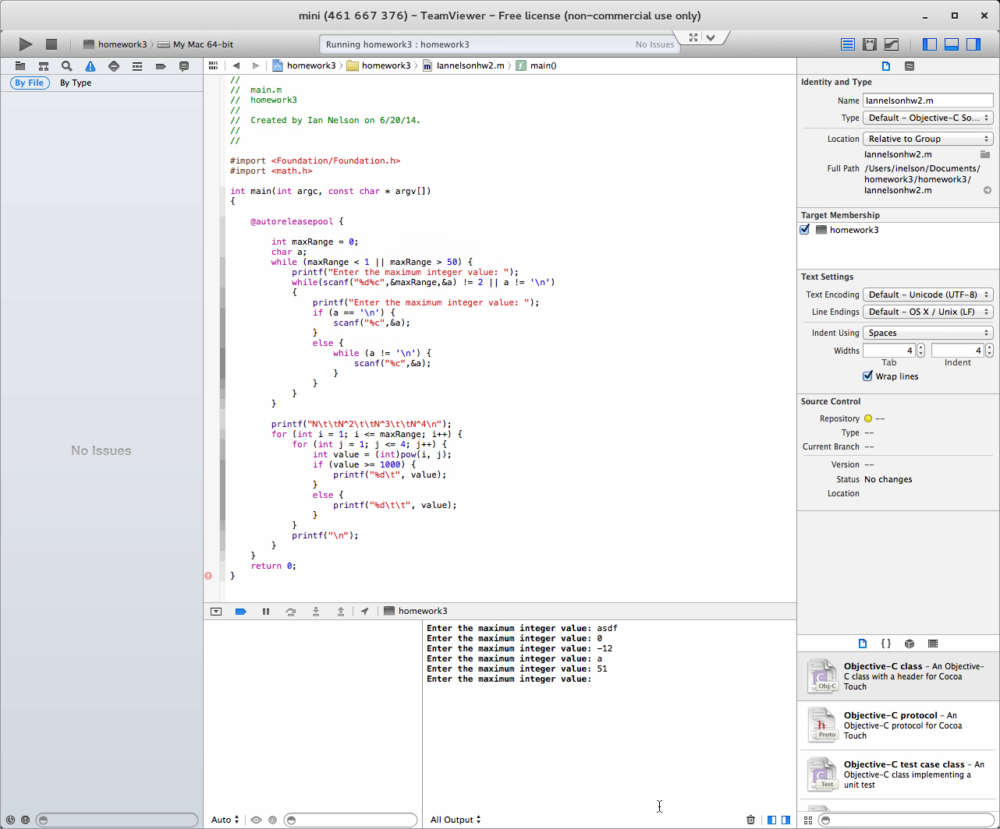 mini (461 667 376) – TeamViewer – Free license (non-commercial use only)
homework3 〉 My Mac 64-bit
Running homework3 : homework3
No Issues
By File By Type
homework3 〉 homework3 〉 Iannelsonhw2.m 〉 main()
No Issues
//
//  main.m
//  homework3
//
//  Created by Ian Nelson on 6/20/14.
//
//
#import <Foundation/Foundation.h>
#import <math.h>
int main(int argc, const char * argv[])
{
    @autoreleasepool {
        int maxRange = 0;
        char a;
        while (maxRange < 1 || maxRange > 50) {
            printf("Enter the maximum integer value: ");
            while(scanf("%d%c",&maxRange,&a) != 2 || a != '\n')
            {
                printf("Enter the maximum integer value: ");
                if (a == '\n') {
                    scanf("%c",&a);
                }
                else {
                    while (a != '\n') {
                        scanf("%c",&a);
                    }
                }
            }
        }
        printf("N\t\tN^2\t\tN^3\t\tN^4\n");
        for (int i = 1; i <= maxRange; i++) {
            for (int j = 1; j <= 4; j++) {
                int value = (int)pow(i, j);
                if (value >= 1000) {
                    printf("%d\t", value);
                }
                else {
                    printf("%d\t\t", value);
                }
            }
            printf("\n");
        }
    }
    return 0;
}
homework3
Enter the maximum integer value: asdf
Enter the maximum integer value: 0
Enter the maximum integer value: -12
Enter the maximum integer value: a
Enter the maximum integer value: 51
Enter the maximum integer value:
Auto
All Output
Identity and Type
Name Iannelsonhw2.m
Type Default - Objective-C So...
Location Relative to Group
Iannelsonhw2.m
Full Path /Users/inelson/Documents/
homework3/homework3/
Iannelsonhw2.m
Target Membership
homework3
Text Settings
Text Encoding Default - Unicode (UTF-8)
Line Endings Default - OS X / Unix (LF)
Indent Using Spaces
Widths 4 4
Tab Indent
Wrap lines
Source Control
Repository --
Type --
Current Branch --
Version --
Status No changes
Location
{ }
Obj-C
Objective-C class - An Objective-
C class with a header for Cocoa
Touch
h
Proto
Objective-C protocol - An
Objective-C protocol for Cocoa
Touch
C
Test
Objective-C test case class - An
Objective-C class implementing a
unit test